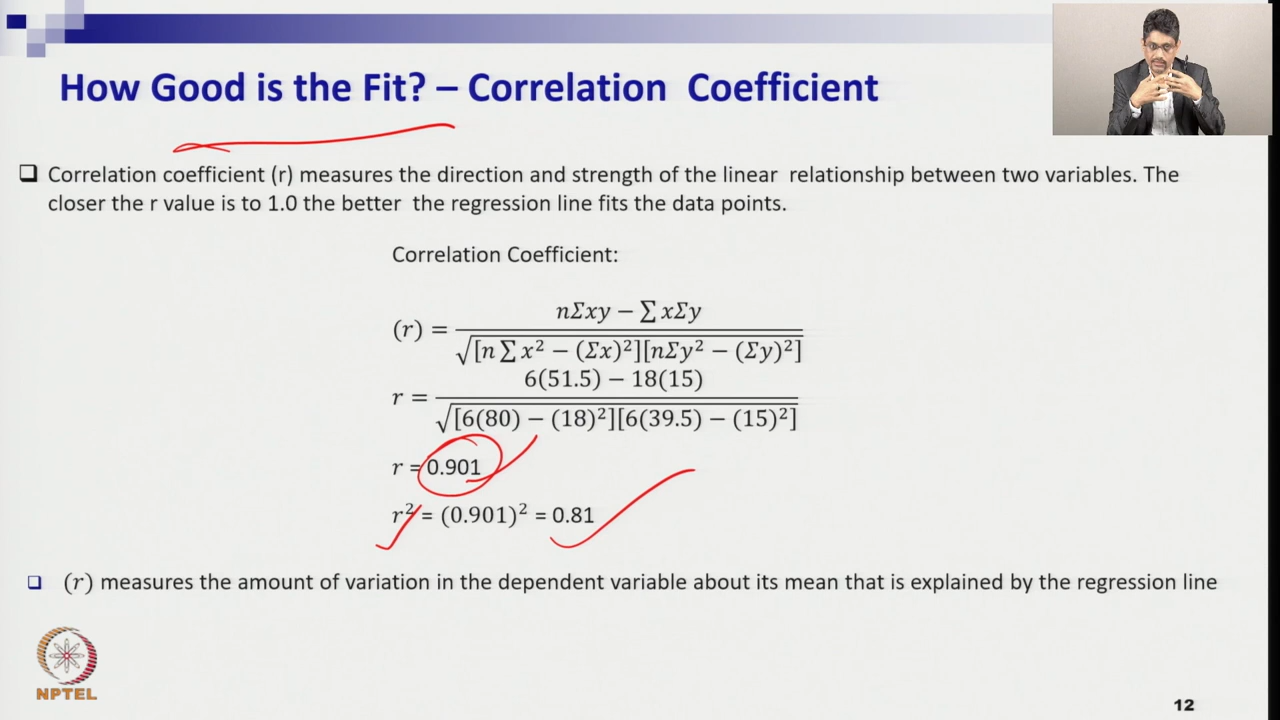 How Good is the Fit? – Correlation Coefficient
❑ Correlation coefficient (r) measures the direction and strength of the linear relationship between two variables. The
closer the r value is to 1.0 the better the regression line fits the data points.
Correlation Coefficient:
(r) = nΣxy − ∑xΣy / √[n∑x² − (Σx)²][nΣy² − (Σy)²]
r = 6(51.5) − 18(15) / √[6(80) − (18)²][6(39.5) − (15)²]
r = 0.901
r² = (0.901)² = 0.81
❑ (r) measures the amount of variation in the dependent variable about its mean that is explained by the regression line
NPTEL
12